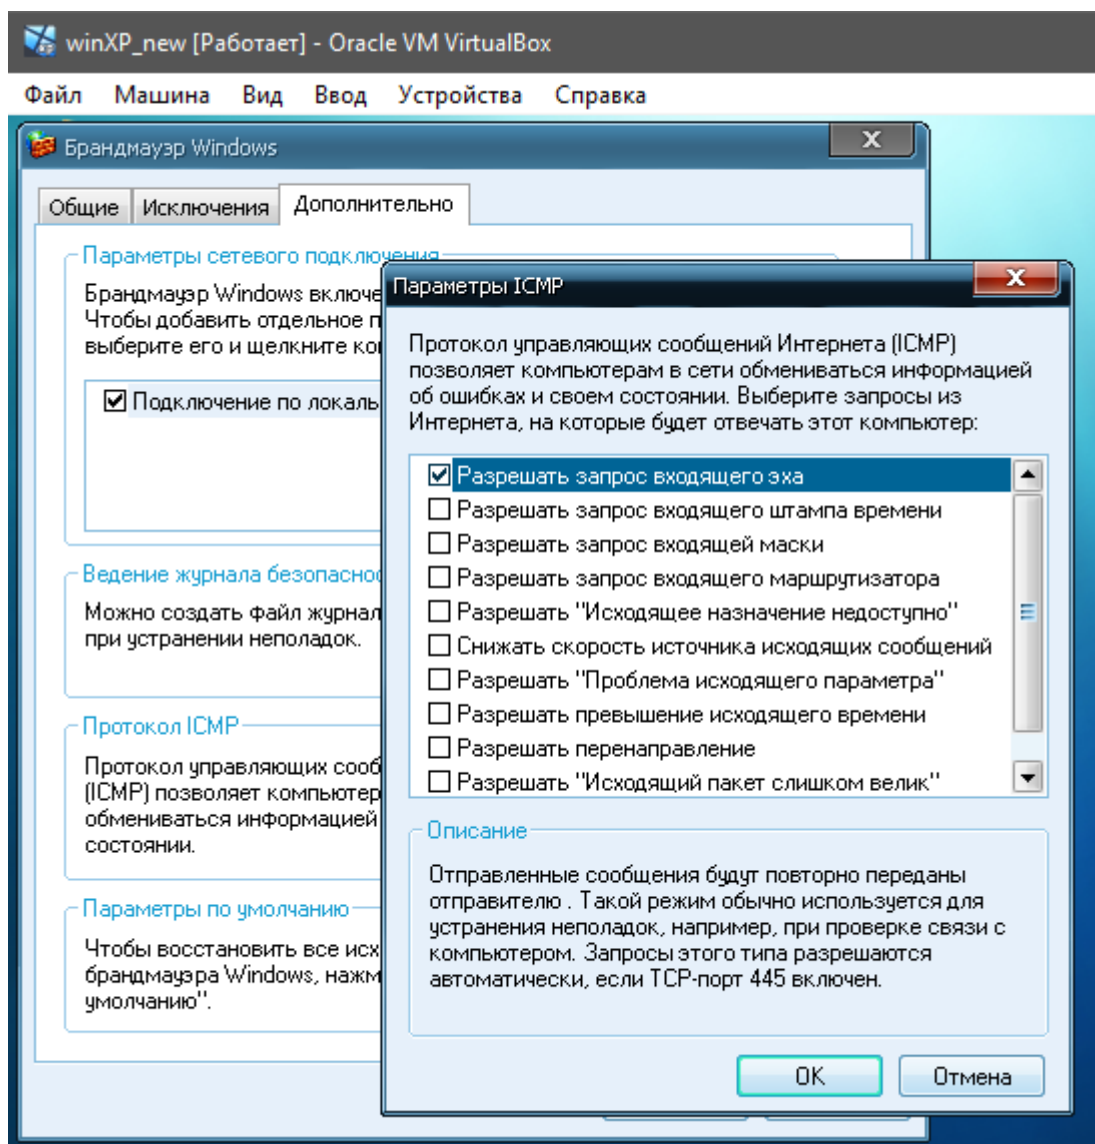 winXP_new [Работает] - Oracle VM VirtualBox
Файл Машина Вид Ввод Устройства Справка
Брандмауэр Windows
X
Общие Исключения Дополнительно
Параметры сетевого подключения
Брандмауэр Windows включе
Чтобы добавить отдельное п
выберите его и щелкните ко
Подключение по локаль
Ведение журнала безопаснос
Можно создать файл журнал
при устранении неполадок.
Протокол ICMP
Протокол управляющих сооб
(ICMP) позволяет компьютер
обмениваться информацией
состоянии.
Параметры по умолчанию
Чтобы восстановить все исх
брандмауэра Windows, нажм
умолчанию".
Параметры ICMP
X
Протокол управляющих сообщений Интернета (ICMP)
позволяет компьютерам в сети обмениваться информацией
об ошибках и своем состоянии. Выберите запросы из
Интернета, на которые будет отвечать этот компьютер:
Разрешать запрос входящего эха
Разрешать запрос входящего штампа времени
Разрешать запрос входящей маски
Разрешать запрос входящего маршрутизатора
Разрешать "Исходящее назначение недоступно"
Снижать скорость источника исходящих сообщений
Разрешать "Проблема исходящего параметра"
Разрешать превышение исходящего времени
Разрешать перенаправление
Разрешать "Исходящий пакет слишком велик"
Описание
Отправленные сообщения будут повторно переданы
отправителю . Такой режим обычно используется для
устранения неполадок, например, при проверке связи с
компьютером. Запросы этого типа разрешаются
автоматически, если TCP-порт 445 включен.
OK Отмена